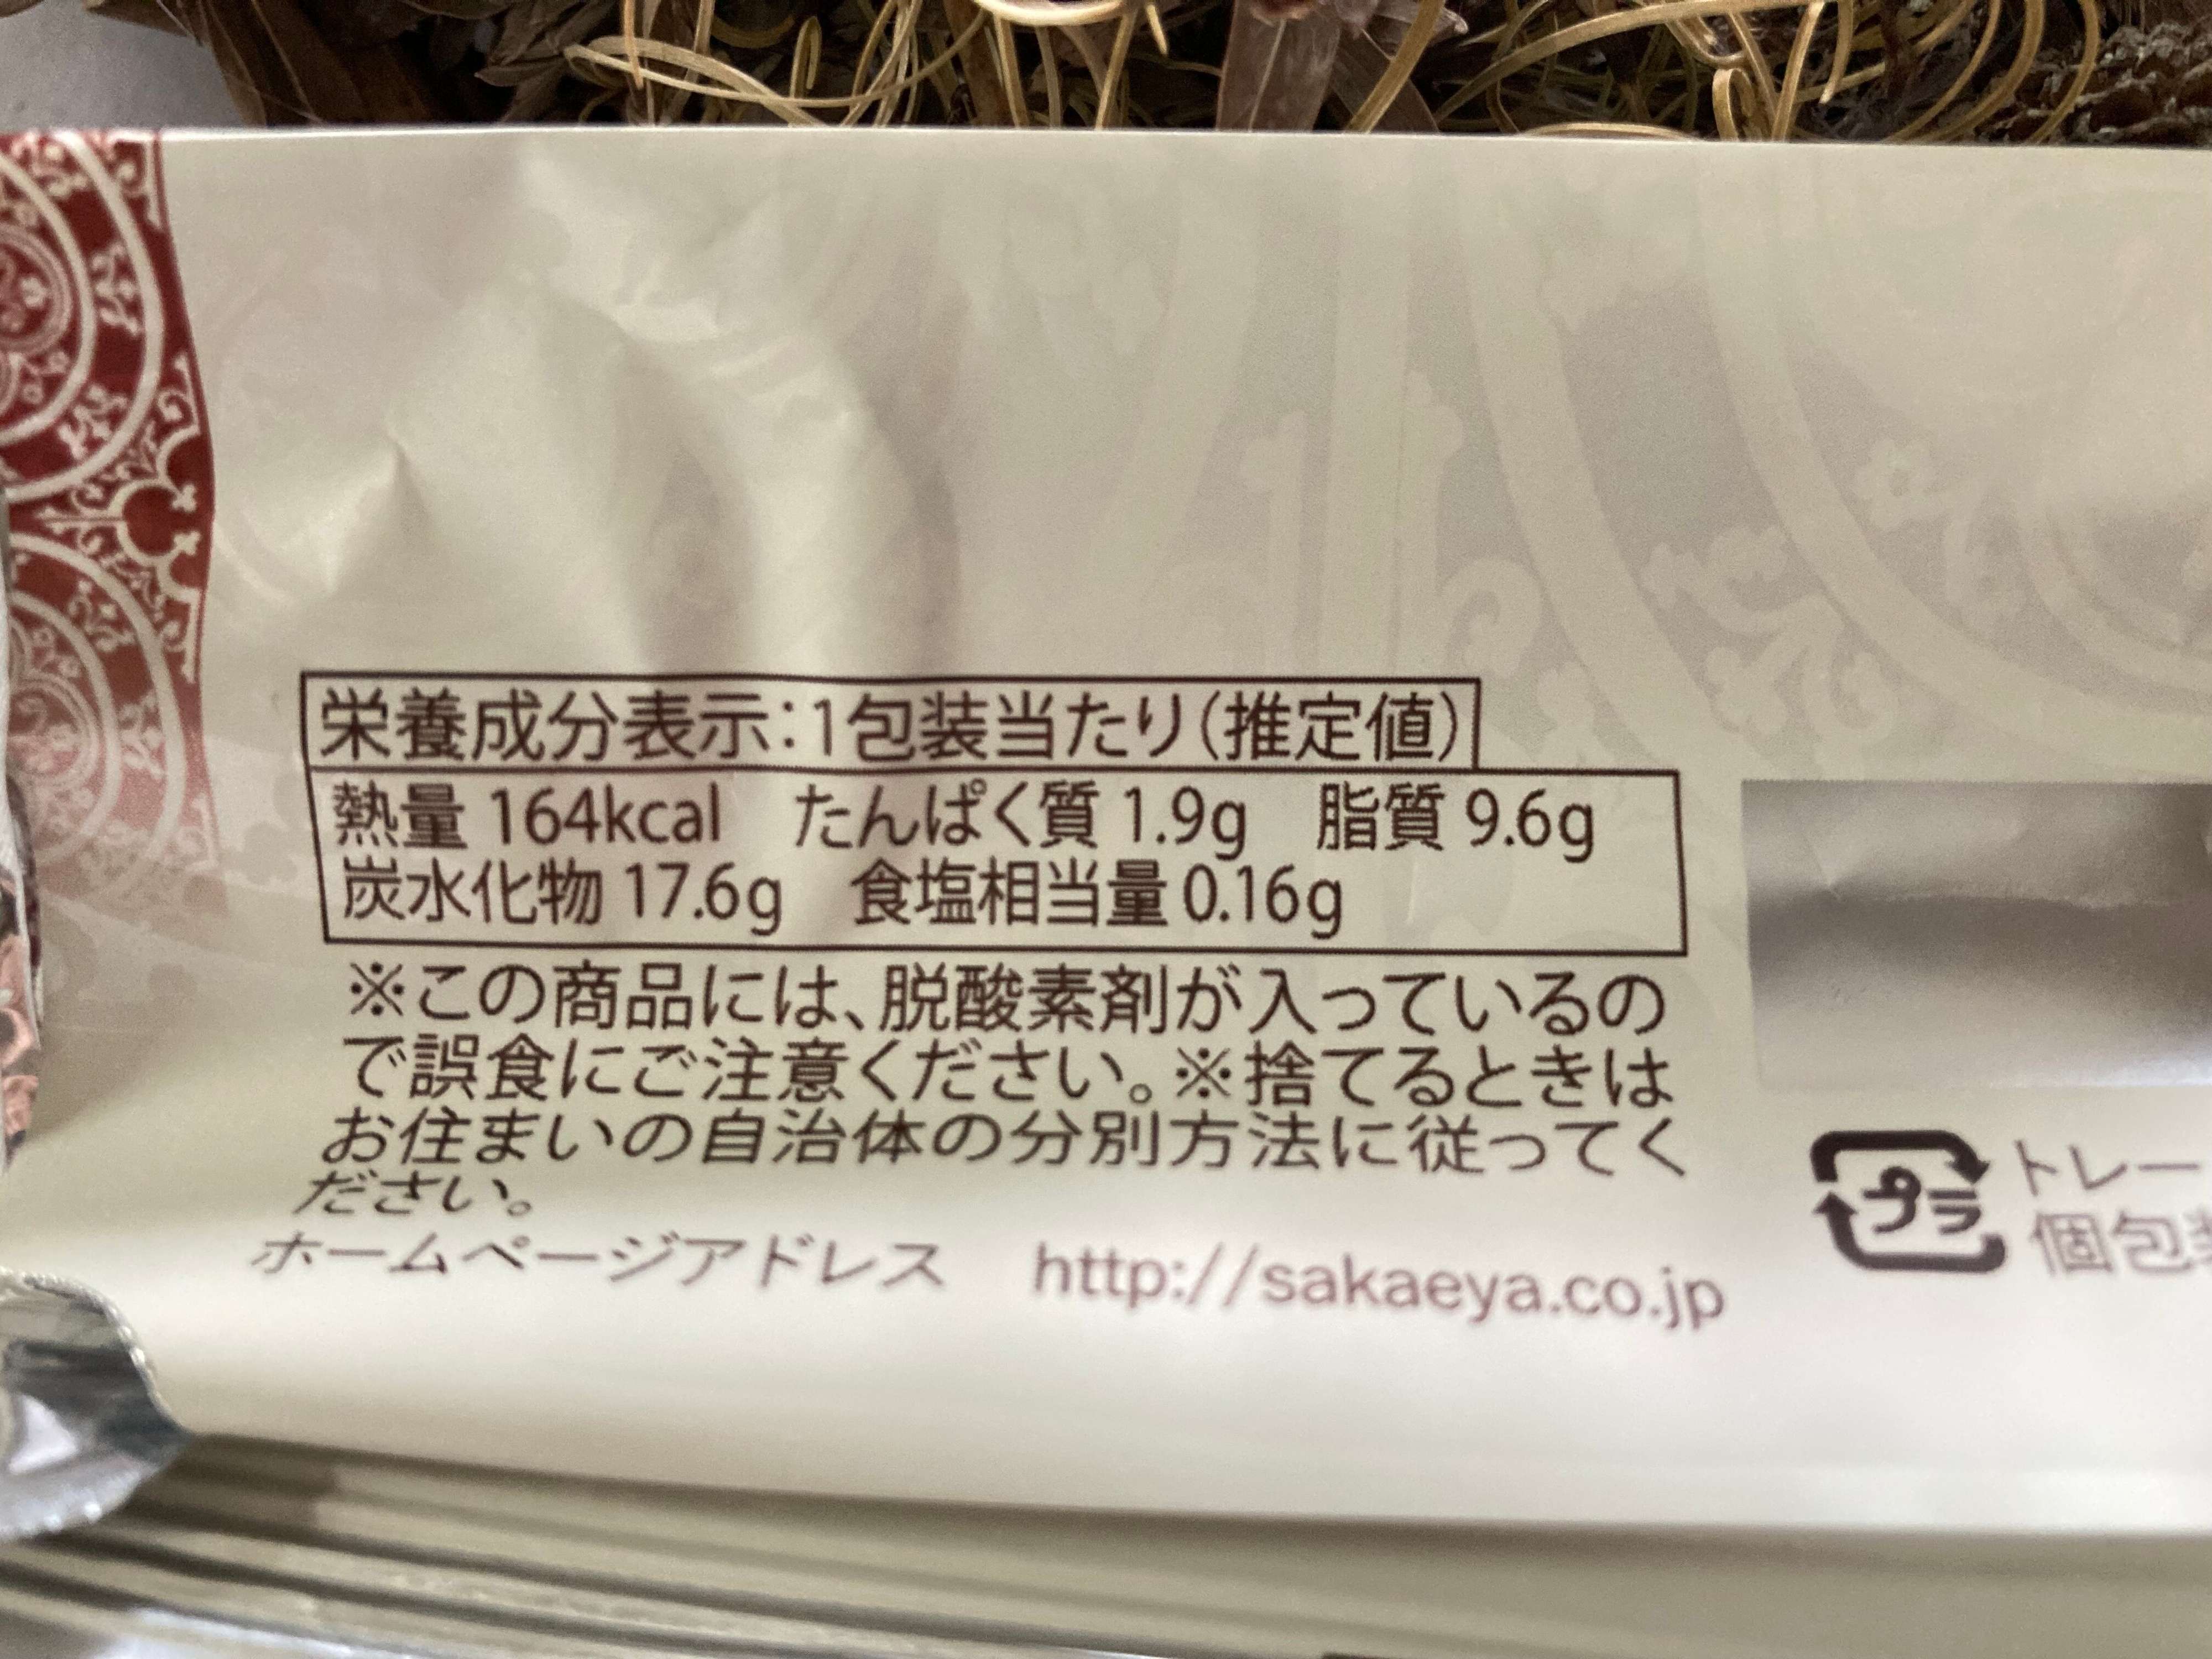 栄養成分表示:1包装当たり(推定値)
熱量 164kcal たんぱく質 1.9g 脂質 9.6g
炭水化物 17.6g 食塩相当量 0.16g
※この商品には、脱酸素剤が入っているの
で誤食にご注意ください。※捨てるときは
お住まいの自治体の分別方法に従ってく
ださい。
ホームページアドレス http://sakaeya.co.jp
プラ
トレー
個包